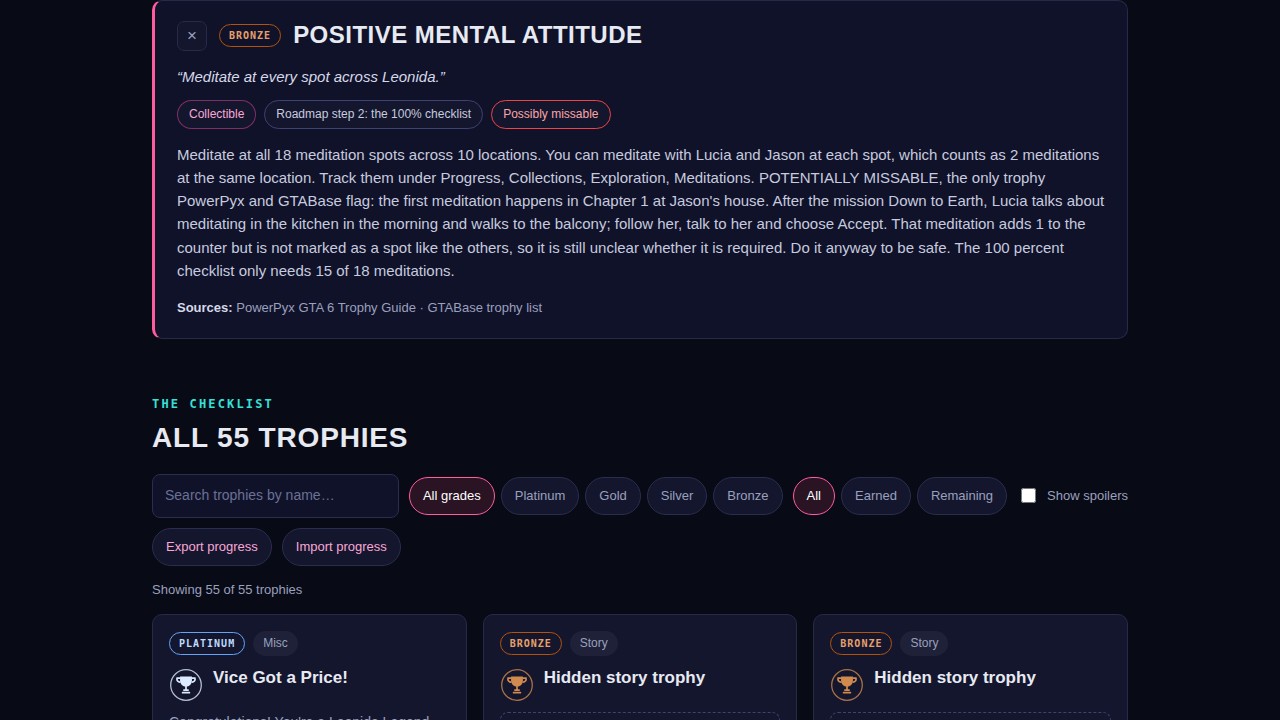 × BRONZE POSITIVE MENTAL ATTITUDE
“Meditate at every spot across Leonida.”
Collectible Roadmap step 2: the 100% checklist Possibly missable
Meditate at all 18 meditation spots across 10 locations. You can meditate with Lucia and Jason at each spot, which counts as 2 meditations
at the same location. Track them under Progress, Collections, Exploration, Meditations. POTENTIALLY MISSABLE, the only trophy
PowerPyx and GTABase flag: the first meditation happens in Chapter 1 at Jason's house. After the mission Down to Earth, Lucia talks about
meditating in the kitchen in the morning and walks to the balcony; follow her, talk to her and choose Accept. That meditation adds 1 to the
counter but is not marked as a spot like the others, so it is still unclear whether it is required. Do it anyway to be safe. The 100 percent
checklist only needs 15 of 18 meditations.
Sources: PowerPyx GTA 6 Trophy Guide · GTABase trophy list
THE CHECKLIST
ALL 55 TROPHIES
Search trophies by name… All grades Platinum Gold Silver Bronze All Earned Remaining Show spoilers
Export progress Import progress
Showing 55 of 55 trophies
PLATINUM Misc BRONZE Story BRONZE Story
Vice Got a Price! Hidden story trophy Hidden story trophy
Congratulations! You're a Leonida Legend